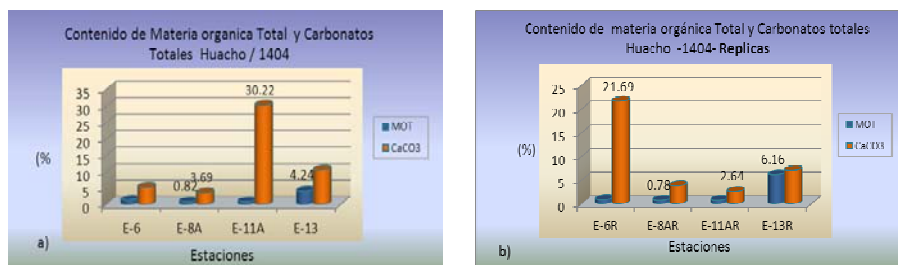 Contenido de Materia organica Total y Carbonatos
Totales Huacho / 1404
35
30
25
20
15
10
5
0
(%
30.22
0.82
3.69
4.24
E-6 E-8A E-11A E-13
Estaciones
MOT
CaCO3
a)
Contenido de materia orgánica Total y Carbonatos totales
Huacho -1404- Replicas
25
20
15
10
5
0
(%)
21.69
0.78
2.64
6.16
E-6R E-8AR E-11AR E-13R
Estaciones
MOT
CaCO3
b)